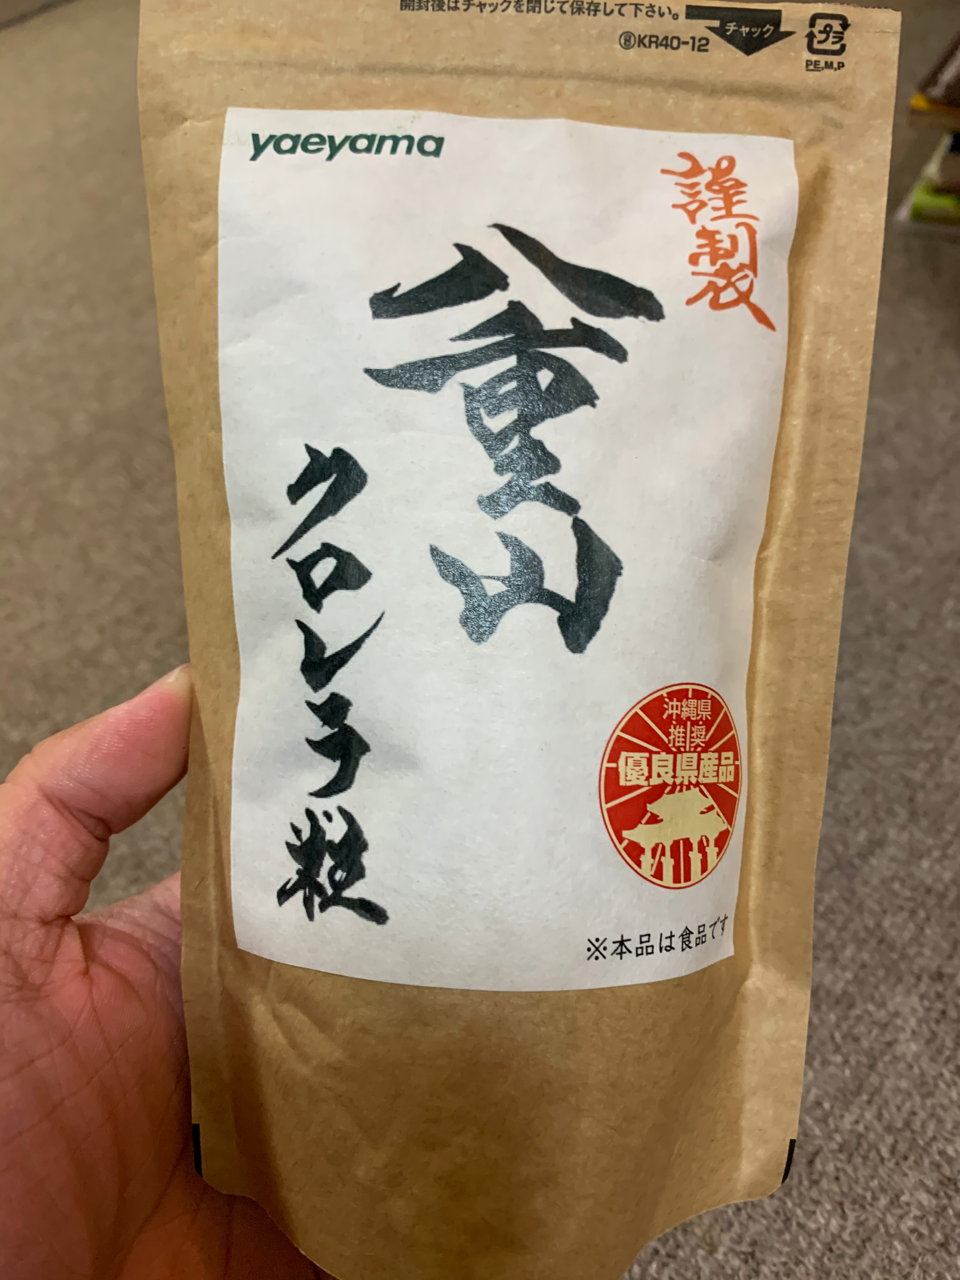 開封後はチャックを閉じて保存して下さい。
チャック
プラ
PE,M,P
KR40-12
yaeyama
謹製
八重山
クロレラ粒
沖縄県
推奨
優良県産品
※本品は食品です